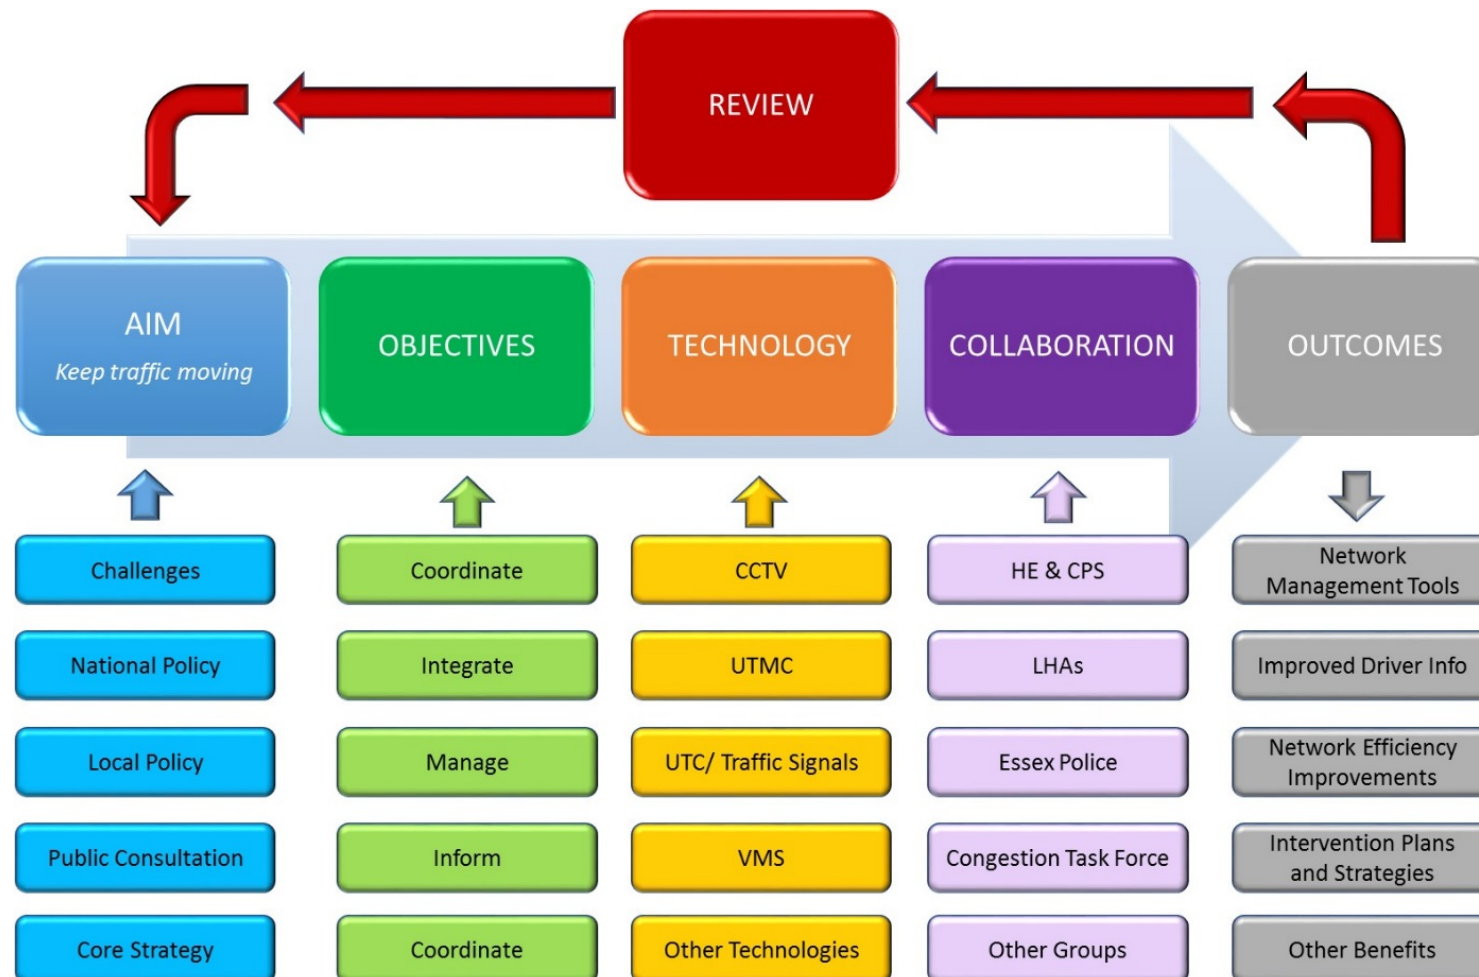 REVIEW
AIM
Keep traffic moving
OBJECTIVES
TECHNOLOGY
COLLABORATION
OUTCOMES
Challenges
Coordinate
CCTV
HE & CPS
Network
Management Tools
National Policy
Integrate
UTMC
LHAs
Improved Driver Info
Local Policy
Manage
UTC/ Traffic Signals
Essex Police
Network Efficiency
Improvements
Public Consultation
Inform
VMS
Congestion Task Force
Intervention Plans
and Strategies
Core Strategy
Coordinate
Other Technologies
Other Groups
Other Benefits